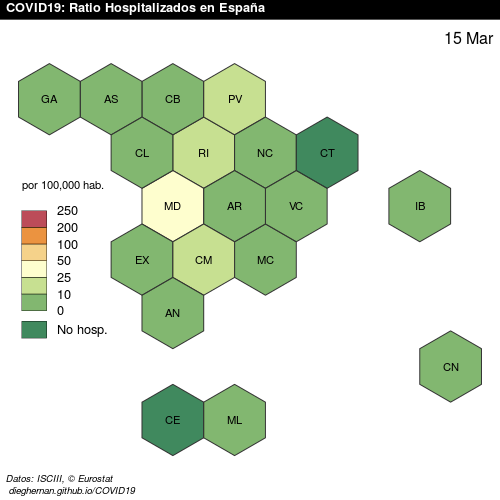 COVID19: Ratio Hospitalizados en España
15 Mar
GA AS CB PV
CL RI NC CT
por 100,000 hab.
MD AR VC IB
250
200
100
50
25
10
0
EX CM MC
AN
No hosp.
CN
CE ML
Datos: ISCIII, © Eurostat
dieghernan.github.io/COVID19